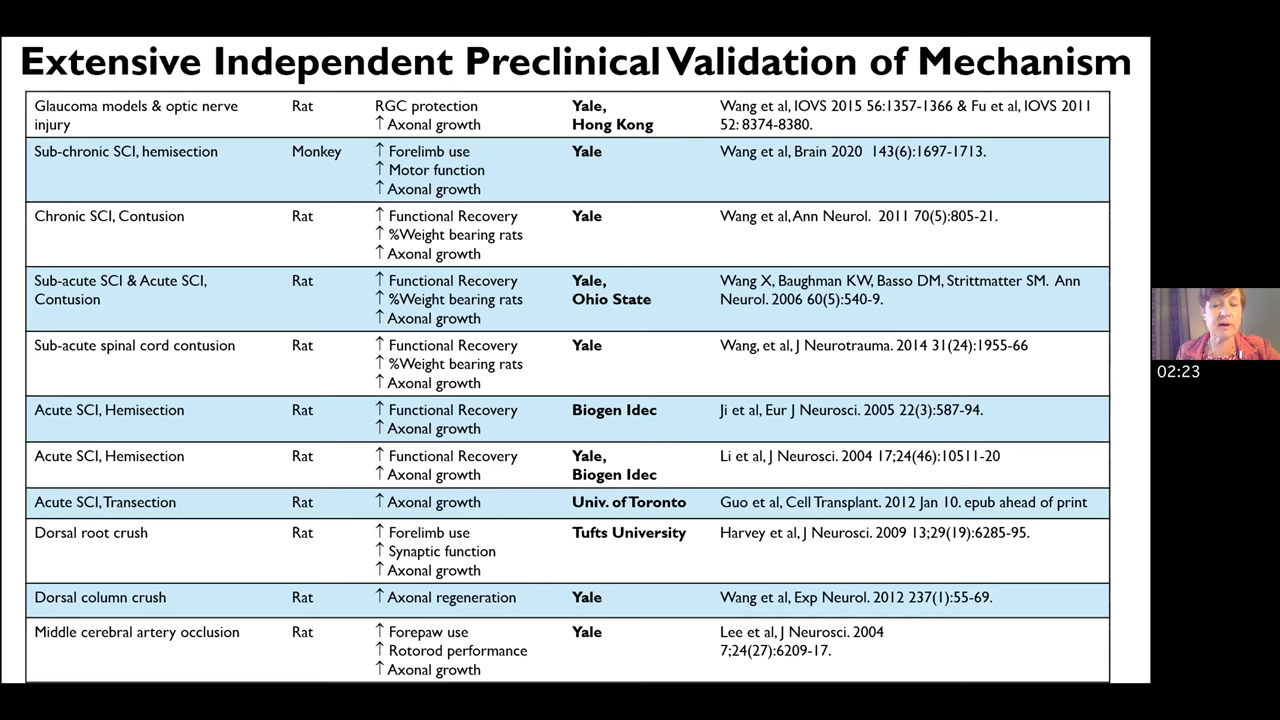 Extensive Independent Preclinical Validation of Mechanism
Glaucoma models & optic nerve
injury
Rat
RGC protection
↑ Axonal growth
Yale,
Hong Kong
Wang et al, IOVS 2015 56:1357-1366 & Fu et al, IOVS 2011
52: 8374-8380.
Sub-chronic SCI, hemisection
Monkey
↑ Forelimb use
↑ Motor function
↑ Axonal growth
Yale
Wang et al, Brain 2020 143(6):1697-1713.
Chronic SCI, Contusion
Rat
↑ Functional Recovery
↑ %Weight bearing rats
↑ Axonal growth
Yale
Wang et al, Ann Neurol. 2011 70(5):805-21.
Sub-acute SCI & Acute SCI,
Contusion
Rat
↑ Functional Recovery
↑ %Weight bearing rats
↑ Axonal growth
Yale,
Ohio State
Wang X, Baughman KW, Basso DM, Strittmatter SM. Ann
Neurol. 2006 60(5):540-9.
Sub-acute spinal cord contusion
Rat
↑ Functional Recovery
↑ %Weight bearing rats
↑ Axonal growth
Yale
Wang, et al, J Neurotrauma. 2014 31(24):1955-66
Acute SCI, Hemisection
Rat
↑ Functional Recovery
↑ Axonal growth
Biogen Idec
Ji et al, Eur J Neurosci. 2005 22(3):587-94.
Acute SCI, Hemisection
Rat
↑ Functional Recovery
↑ Axonal growth
Yale,
Biogen Idec
Li et al, J Neurosci. 2004 17;24(46):10511-20
Acute SCI, Transection
Rat
↑ Axonal growth
Univ. of Toronto
Guo et al, Cell Transplant. 2012 Jan 10. epub ahead of print
Dorsal root crush
Rat
↑ Forelimb use
↑ Synaptic function
↑ Axonal growth
Tufts University
Harvey et al, J Neurosci. 2009 13;29(19):6285-95.
Dorsal column crush
Rat
↑ Axonal regeneration
Yale
Wang et al, Exp Neurol. 2012 237(1):55-69.
Middle cerebral artery occlusion
Rat
↑ Forepaw use
↑ Rotorod performance
↑ Axonal growth
Yale
Lee et al, J Neurosci. 2004
7;24(27):6209-17.
02:23